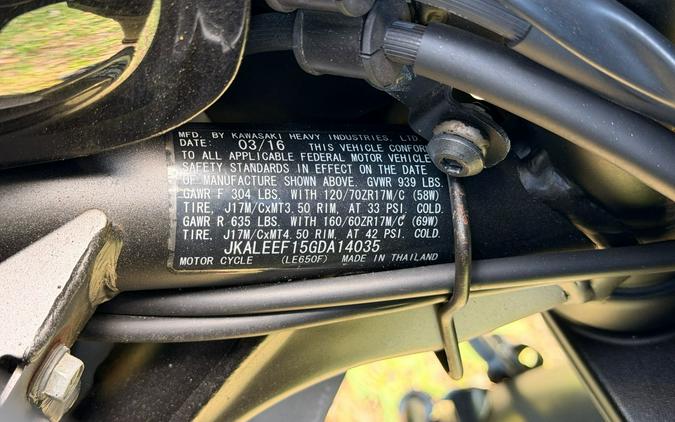 MFD. BY KAWASAKI HEAVY INDUSTRIES, LTD
DATE: 03/16 THIS VEHICLE CONFOR
TO ALL APPLICABLE FEDERAL MOTOR VEHICLE
SAFETY STANDARDS IN EFFECT ON THE DATE
OF MANUFACTURE SHOWN ABOVE. GVWR 939 LBS.
GAWR F 304 LBS. WITH 120/70ZR17M/C (58W)
TIRE, J17M/CxMT3.50 RIM, AT 33 PSI. COLD.
GAWR R 635 LBS. WITH 160/60ZR17M/C (69W)
TIRE, J17M/CxMT4.50 RIM, AT 42 PSI. COLD.
JKALEEF15GDA14035
MOTOR CYCLE (LE650F) MADE IN THAILAND